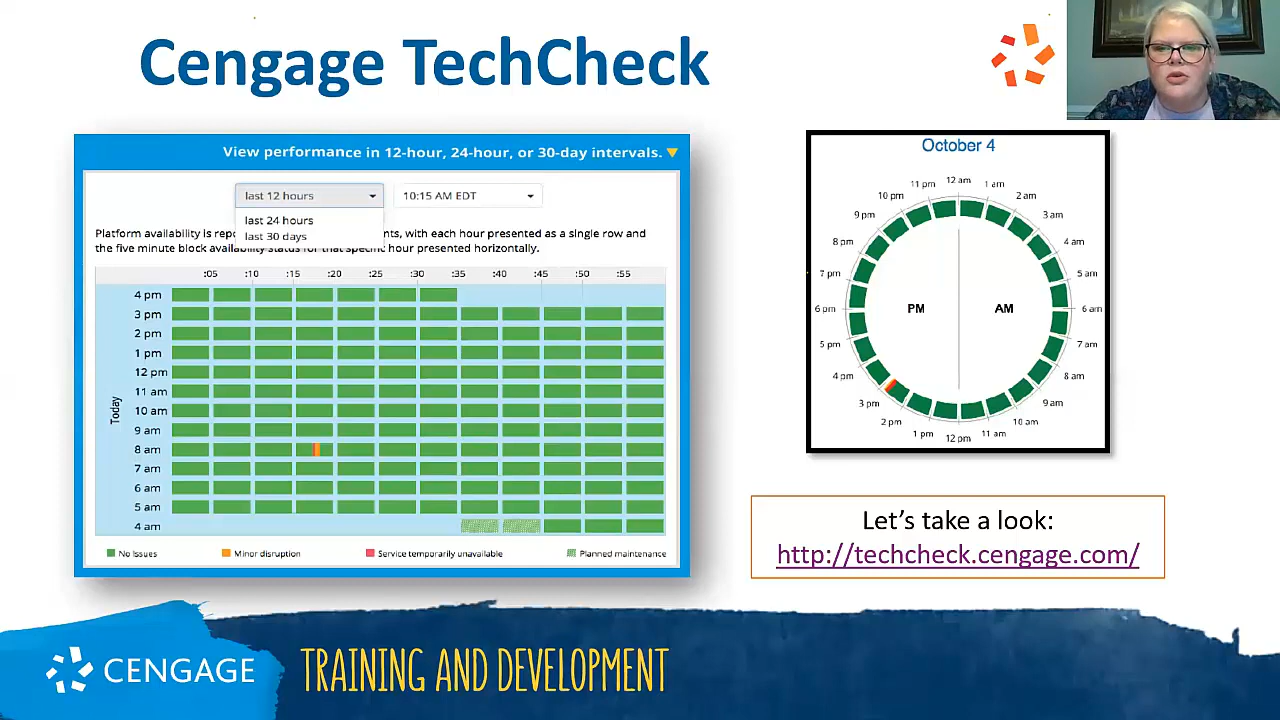 Cengage TechCheck
View performance in 12-hour, 24-hour, or 30-day intervals.
last 12 hours
10:15 AM EDT
last 24 hours
last 30 days
Platform availability is repo nts, with each hour presented as a single row and
the five minute block availability status for that specific hour presented horizontally.
:05 :10 :15 :20 :25 :30 :35 :40 :45 :50 :55
Today
4 pm
3 pm
2 pm
1 pm
12 pm
11 am
10 am
9 am
8 am
7 am
6 am
5 am
4 am
No Issues Minor disruption Service temporarily unavailable Planned maintenance
October 4
12 am
1 am
2 am
3 am
4 am
5 am
6 am
7 am
8 am
9 am
10 am
11 am
12 pm
1 pm
2 pm
3 pm
4 pm
5 pm
6 pm
7 pm
8 pm
9 pm
10 pm
11 pm
PM AM
Let’s take a look:
http://techcheck.cengage.com/
CENGAGE
TRAINING AND DEVELOPMENT